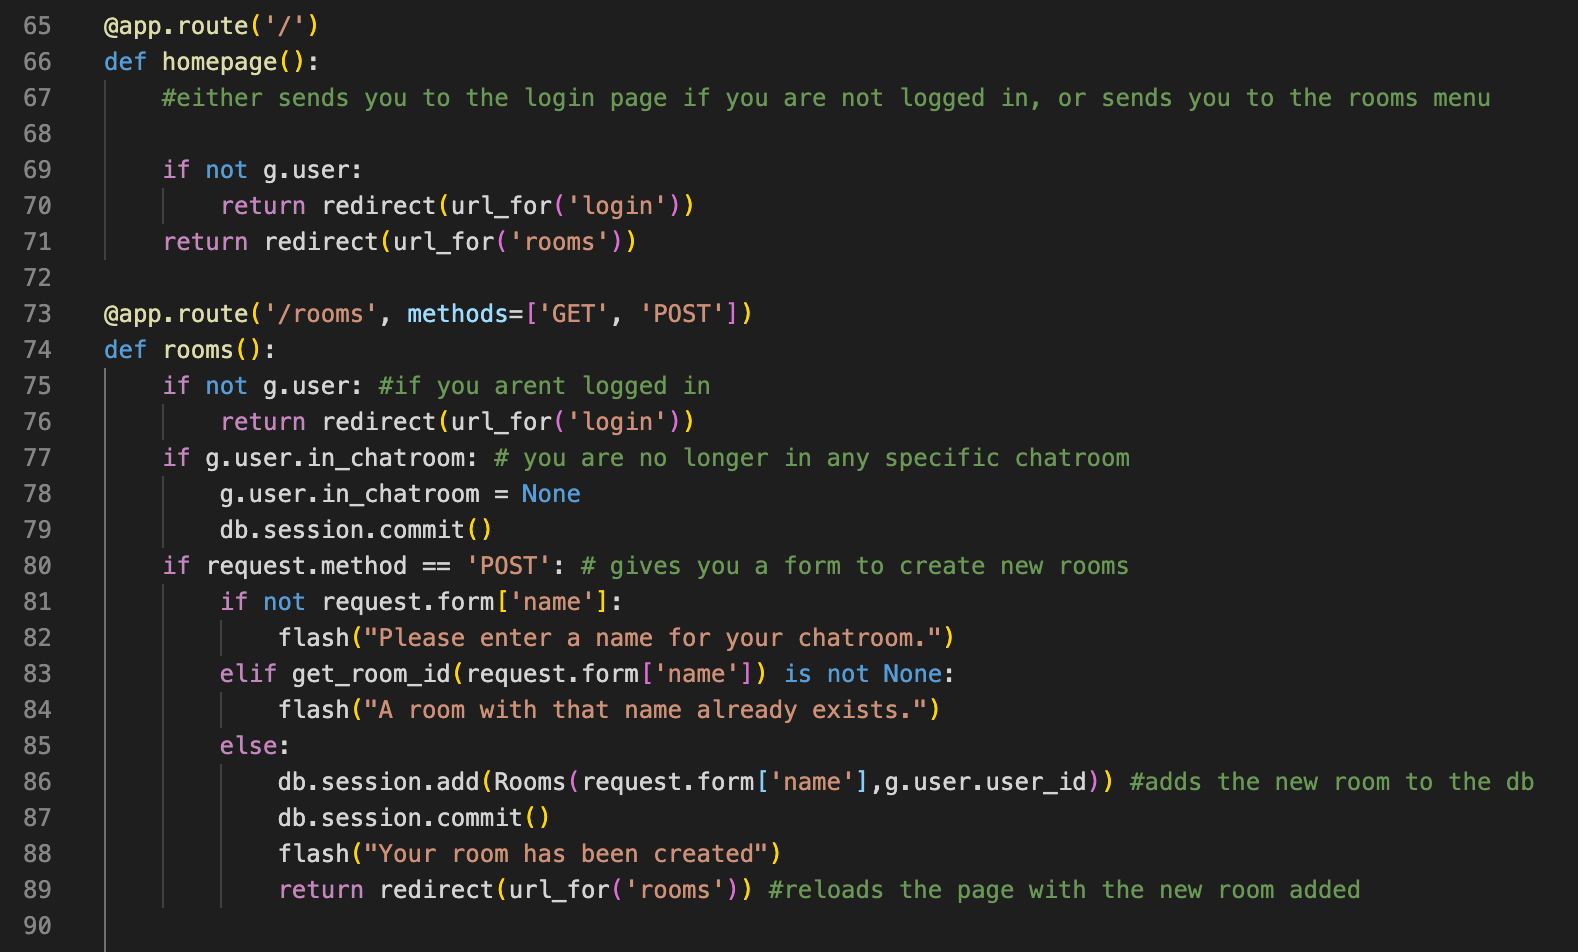 65 @app.route('/')
66 def homepage():
67     #either sends you to the login page if you are not logged in, or sends you to the rooms menu
68
69     if not g.user:
70         return redirect(url_for('login'))
71     return redirect(url_for('rooms'))
72
73 @app.route('/rooms', methods=['GET', 'POST'])
74 def rooms():
75     if not g.user: #if you arent logged in
76         return redirect(url_for('login'))
77     if g.user.in_chatroom: # you are no longer in any specific chatroom
78         g.user.in_chatroom = None
79         db.session.commit()
80     if request.method == 'POST': # gives you a form to create new rooms
81         if not request.form['name']:
82             flash("Please enter a name for your chatroom.")
83         elif get_room_id(request.form['name']) is not None:
84             flash("A room with that name already exists.")
85         else:
86             db.session.add(Rooms(request.form['name'],g.user.user_id)) #adds the new room to the db
87             db.session.commit()
88             flash("Your room has been created")
89             return redirect(url_for('rooms')) #reloads the page with the new room added
90